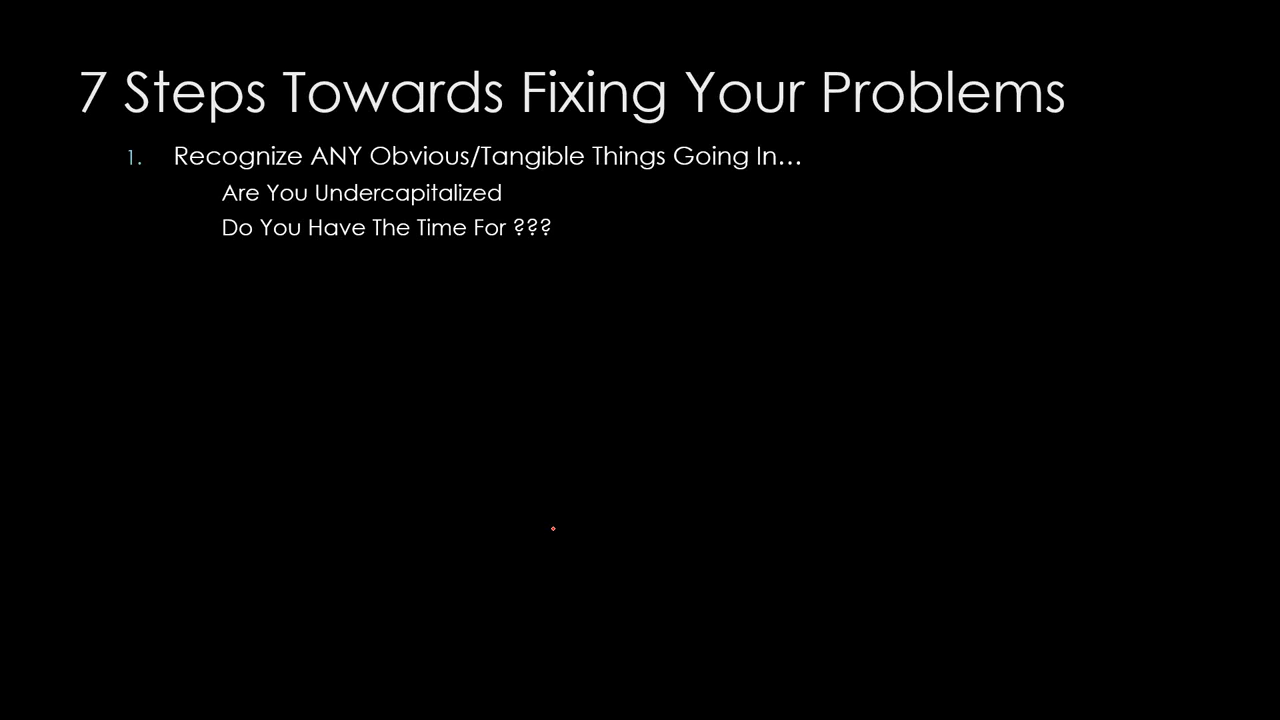 7 Steps Towards Fixing Your Problems
1. Recognize ANY Obvious/Tangible Things Going In...
Are You Undercapitalized
Do You Have The Time For ???